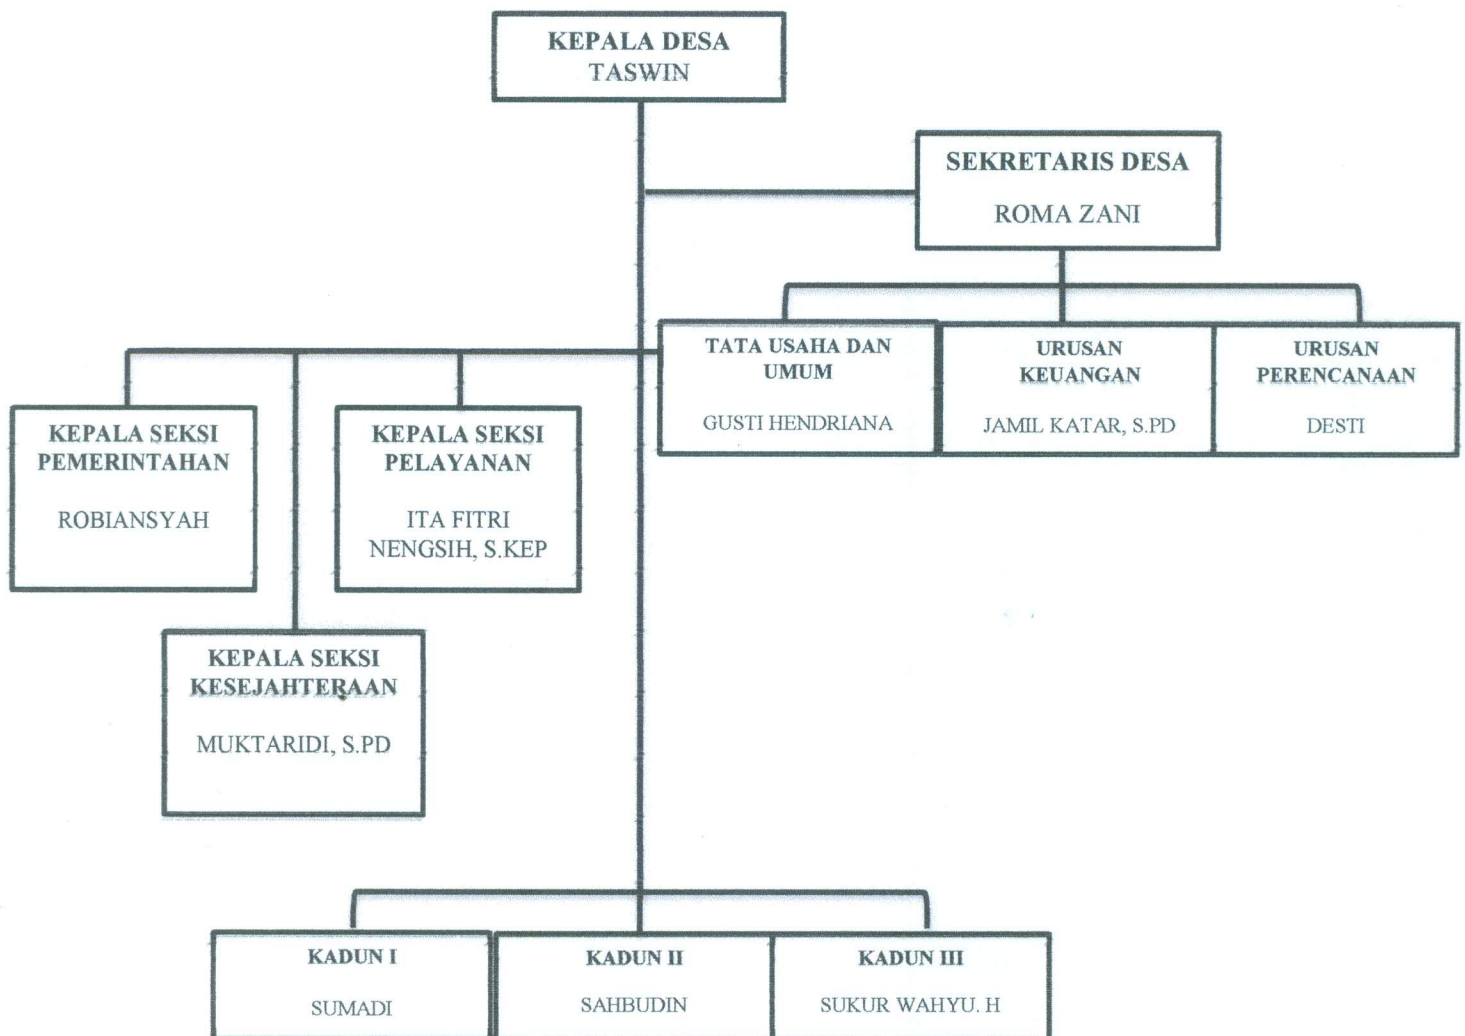 KEPALA DESA
TASWIN
SEKRETARIS DESA
ROMA ZANI
TATA USAHA DAN
UMUM
GUSTI HENDRIANA
URUSAN
KEUANGAN
JAMIL KATAR, S.PD
URUSAN
PERENCANAAN
DESTI
KEPALA SEKSI
PEMERINTAHAN
ROBIANSYAH
KEPALA SEKSI
PELAYANAN
ITA FITRI
NENGSIH, S.KEP
KEPALA SEKSI
KESEJAHTERAAN
MUKTARIDI, S.PD
KADUN I
SUMADI
KADUN II
SAHBUDIN
KADUN III
SUKUR WAHYU. H